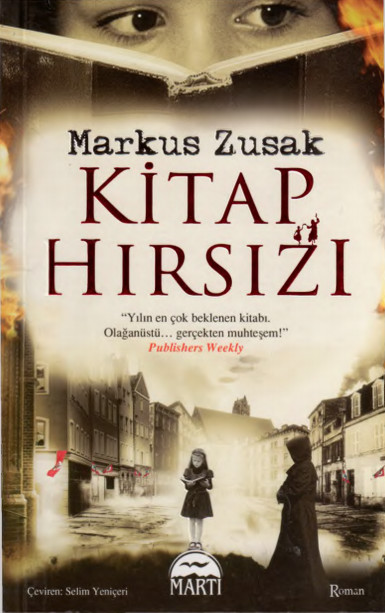 Markus Zusak
KİTAP
HIRSIZI
“Yılın en çok beklenen kitabı.
Olağanüstü... gerçekten muhteşem!”
Publishers Weekly
MARTI
Çeviren: Selim Yeniçeri
Roman